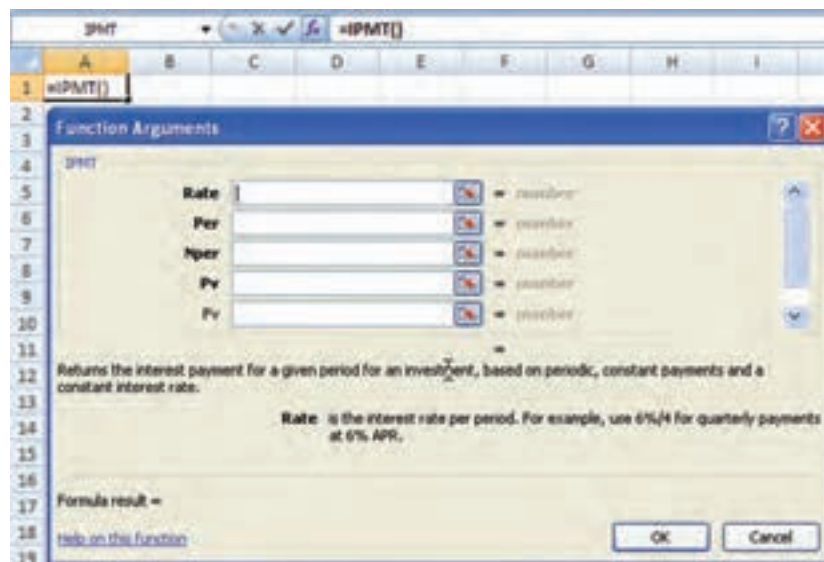 IPMT fx =IPMT()
A B C D E F G H I
1 =IPMT()
2
Function Arguments ?
3
4 IPMT
5 Rate = number
6 Per = number
7 Nper = number
8 Pv = number
9
10 Fv = number
11 =
12 Returns the interest payment for a given period for an investment, based on periodic, constant payments and a
constant interest rate.
13
14 Rate is the interest rate per period. For example, use 6%/4 for quarterly payments
at 6% APR.
15
16
17 Formula result =
18 Help on this function OK Cancel
19